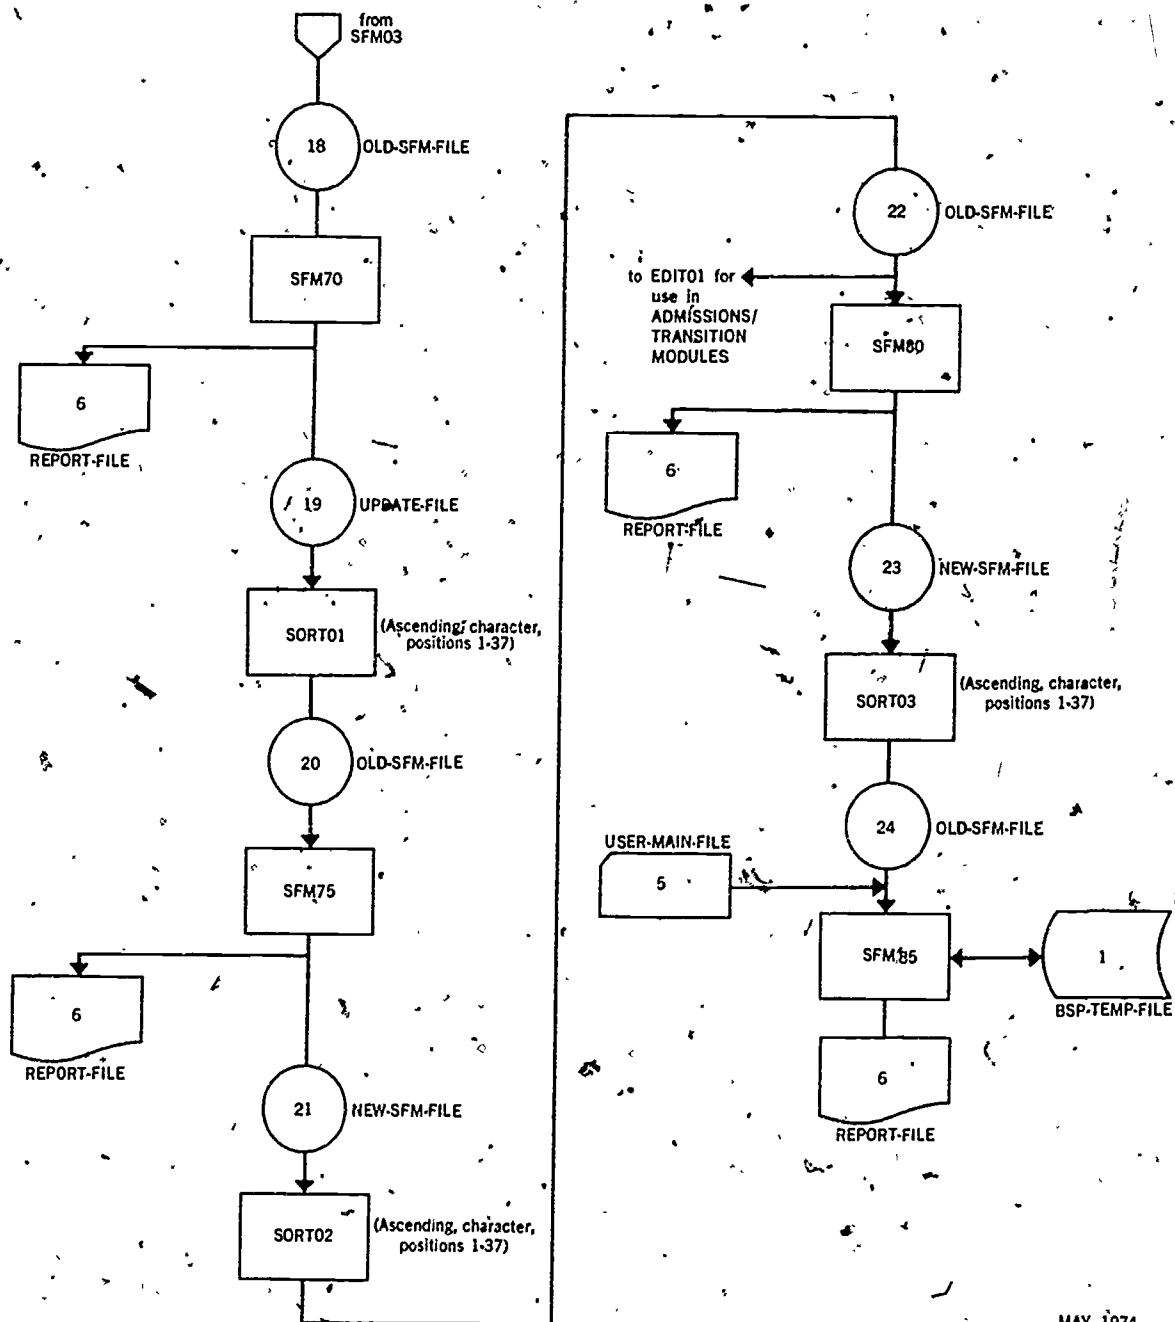 from
SFM03
18
OLD-SFM-FILE
SFM70
6
REPORT-FILE
19
UPDATE-FILE
SORT01
(Ascending, character,
positions 1-37)
20
OLD-SFM-FILE
SFM75
6
REPORT-FILE
21
NEW-SFM-FILE
SORT02
(Ascending, character,
positions 1-37)
22
OLD-SFM-FILE
to EDIT01 for
use in
ADMISSIONS/
TRANSITION
MODULES
SFM80
6
REPORT-FILE
23
NEW-SFM-FILE
SORT03
(Ascending, character,
positions 1-37)
24
OLD-SFM-FILE
USER-MAIN-FILE
5
SFM85
1
BSP-TEMP-FILE
6
REPORT-FILE
MAY 1974